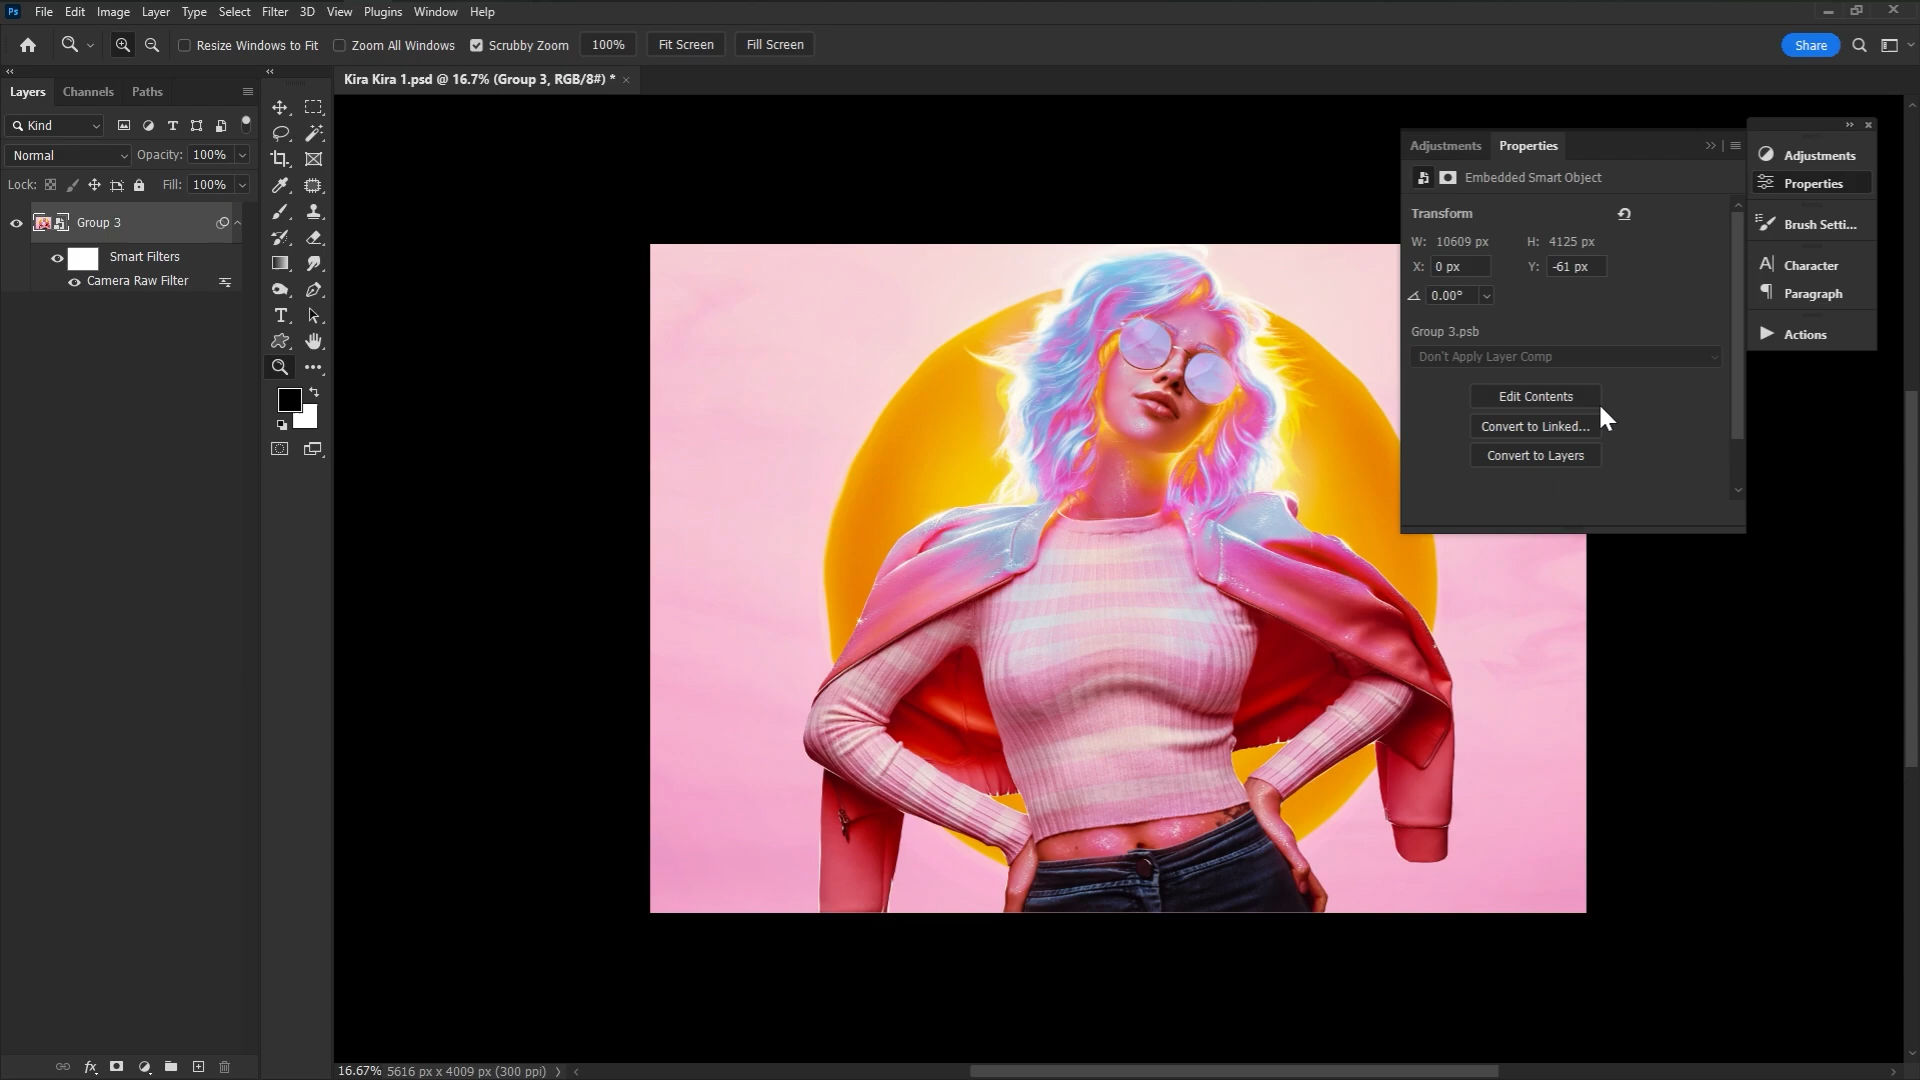 Ps File Edit Image Layer Type Select Filter 3D View Plugins Window Help
Resize Windows to Fit Zoom All Windows Scrubby Zoom 100% Fit Screen Fill Screen Share
Layers Channels Paths
Kira Kira 1.psd @ 16.7% (Group 3, RGB/8#) *
Kind
Normal Opacity: 100%
Lock: Fill: 100%
Group 3
Smart Filters
Camera Raw Filter
Adjustments Properties
Embedded Smart Object
Transform
W: 10609 px H: 4125 px
X: 0 px Y: -61 px
0.00°
Group 3.psb
Don't Apply Layer Comp
Edit Contents
Convert to Linked...
Convert to Layers
Adjustments
Properties
Brush Setti...
Character
Paragraph
Actions
16.67% 5616 px x 4009 px (300 ppi)